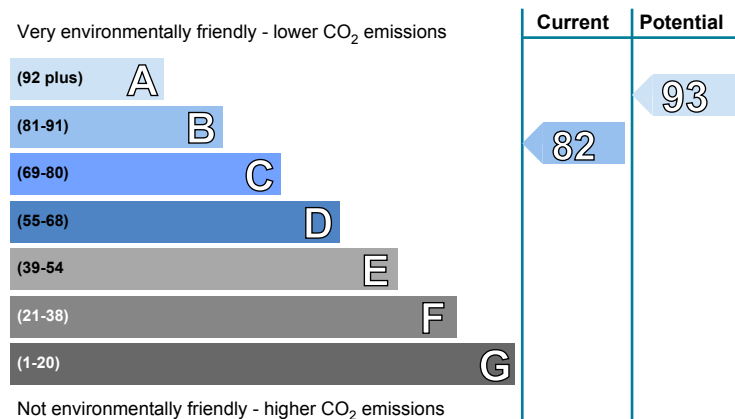 Very environmentally friendly - lower CO₂ emissions
Current
Potential
(92 plus) A
(81-91) B
(69-80) C
(55-68) D
(39-54 E
(21-38) F
(1-20) G
82
93
Not environmentally friendly - higher CO₂ emissions